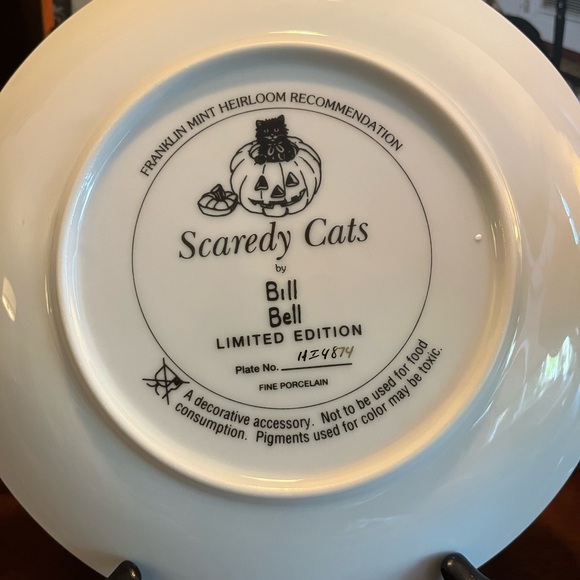 FRANKLIN MINT HEIRLOOM RECOMMENDATION
Scaredy Cats
by
Bill
Bell
LIMITED EDITION
Plate No. HI4874
FINE PORCELAIN
A decorative accessory. Not to be used for food
consumption. Pigments used for color may be toxic.